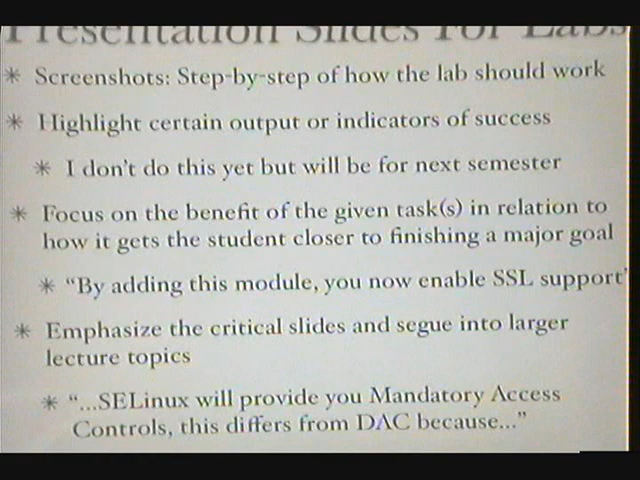 Presentation Slides For Labs
* Screenshots: Step-by-step of how the lab should work
* Highlight certain output or indicators of success
* I don't do this yet but will be for next semester
* Focus on the benefit of the given task(s) in relation to
how it gets the student closer to finishing a major goal
* “By adding this module, you now enable SSL support”
* Emphasize the critical slides and segue into larger
lecture topics
* “...SELinux will provide you Mandatory Access
Controls, this differs from DAC because...”